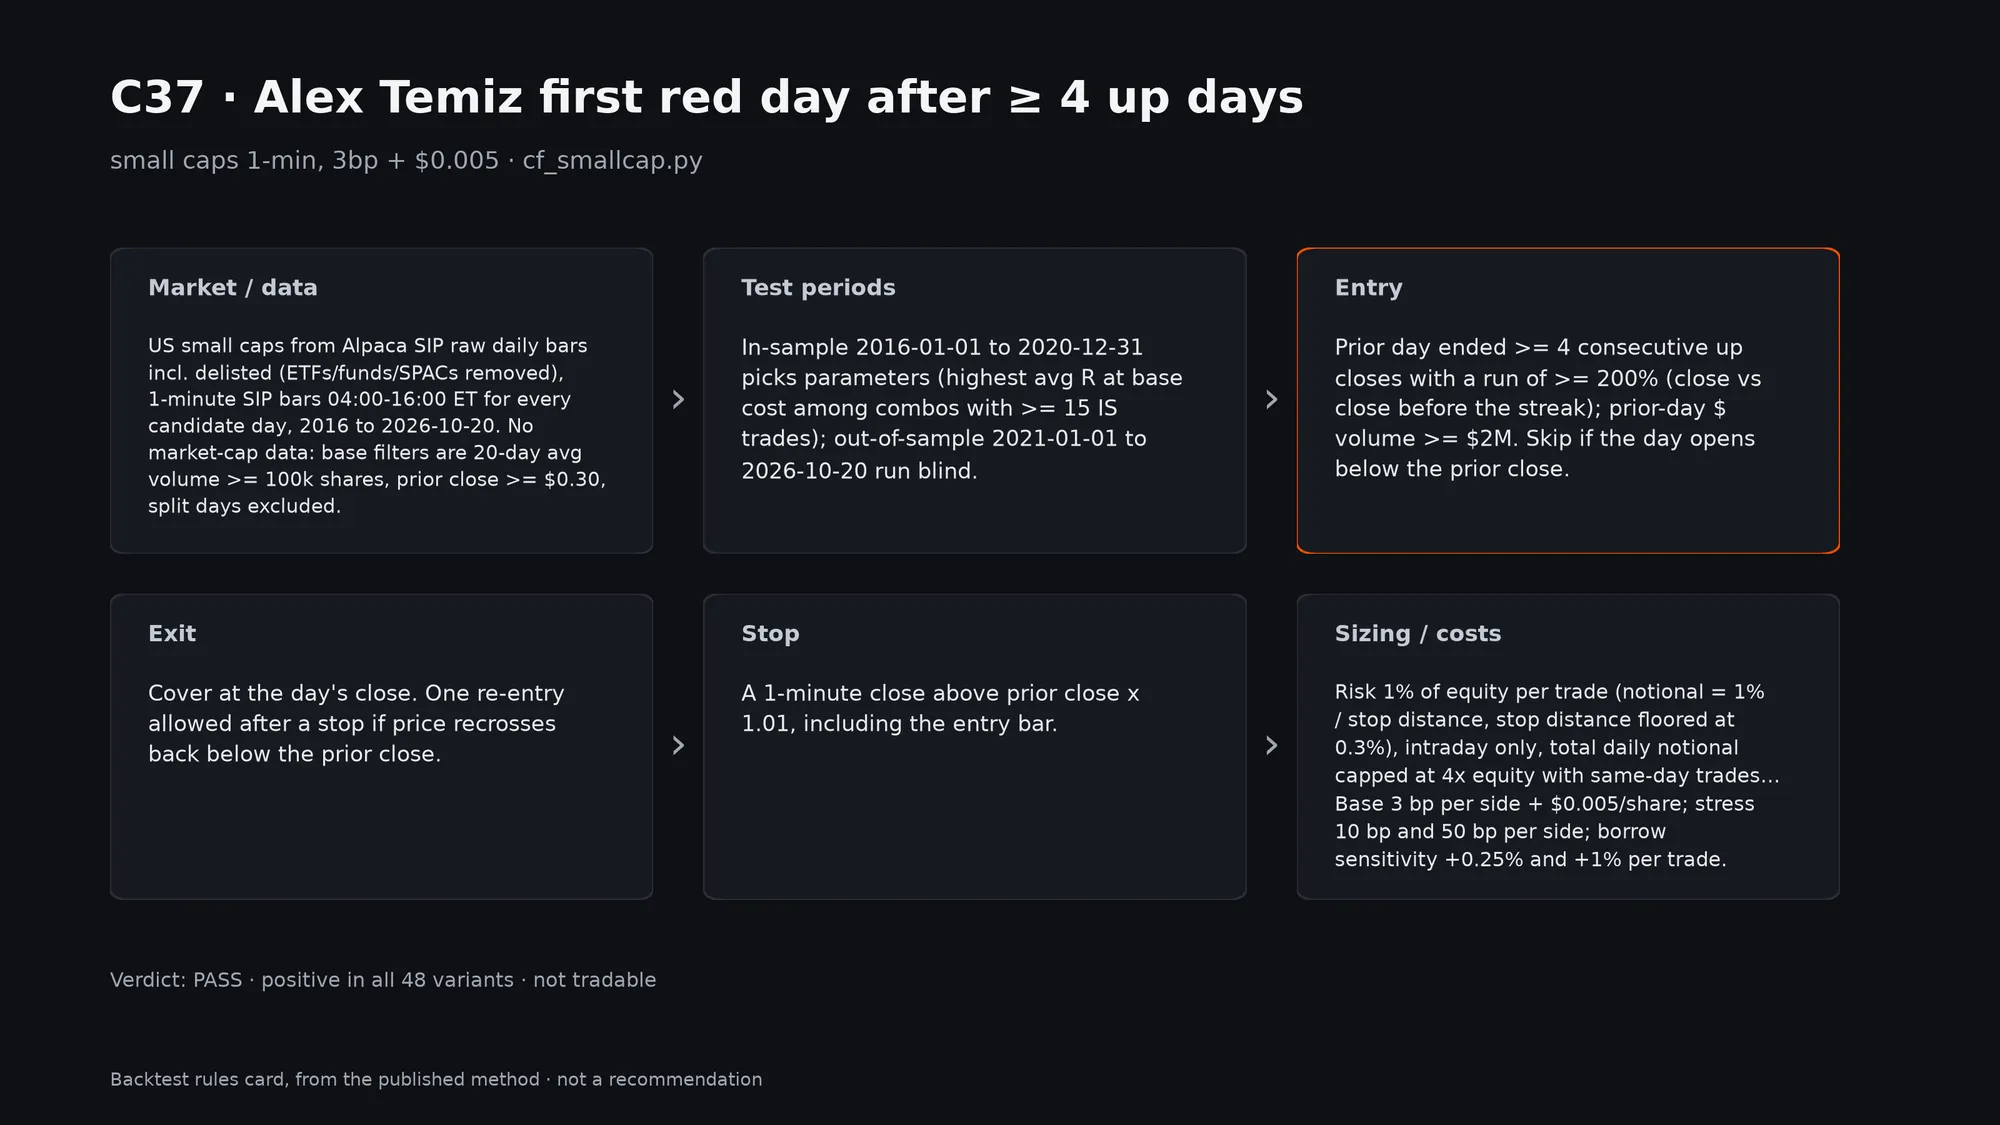 C37 · Alex Temiz first red day after ≥ 4 up days
small caps 1-min, 3bp + $0.005 · cf_smallcap.py
Market / data
US small caps from Alpaca SIP raw daily bars
incl. delisted (ETFs/funds/SPACs removed),
1-minute SIP bars 04:00-16:00 ET for every
candidate day, 2016 to 2026-10-20. No
market-cap data: base filters are 20-day avg
volume >= 100k shares, prior close >= $0.30,
split days excluded.
›
Test periods
In-sample 2016-01-01 to 2020-12-31
picks parameters (highest avg R at base
cost among combos with >= 15 IS
trades); out-of-sample 2021-01-01 to
2026-10-20 run blind.
›
Entry
Prior day ended >= 4 consecutive up
closes with a run of >= 200% (close vs
close before the streak); prior-day $
volume >= $2M. Skip if the day opens
below the prior close.
Exit
Cover at the day's close. One re-entry
allowed after a stop if price recrosses
back below the prior close.
›
Stop
A 1-minute close above prior close x
1.01, including the entry bar.
›
Sizing / costs
Risk 1% of equity per trade (notional = 1%
/ stop distance, stop distance floored at
0.3%), intraday only, total daily notional
capped at 4x equity with same-day trades…
Base 3 bp per side + $0.005/share; stress
10 bp and 50 bp per side; borrow
sensitivity +0.25% and +1% per trade.
Verdict: PASS · positive in all 48 variants · not tradable
Backtest rules card, from the published method · not a recommendation